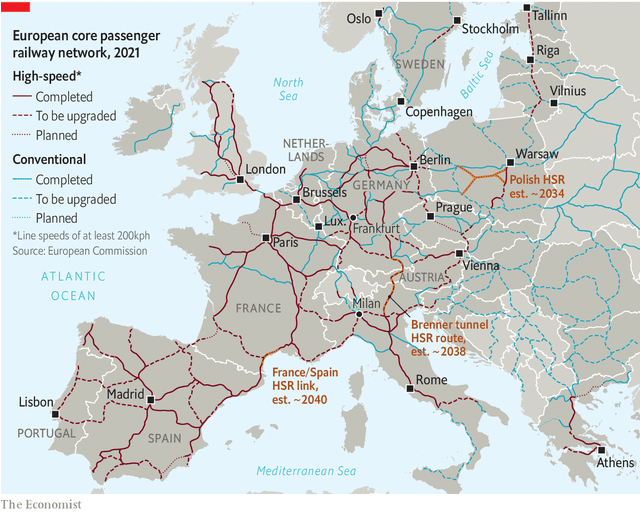 European core passenger
railway network, 2021
High-speed*
Completed
To be upgraded
Planned
Conventional
Completed
To be upgraded
Planned
*Line speeds of at least 200kph
Source: European Commission
Oslo
Stockholm
Tallinn
Riga
Vilnius
SWEDEN
Baltic Sea
North
Sea
Copenhagen
NETHER-
LANDS
London
Berlin
Warsaw
Polish HSR
est. ~2034
Brussels
GERMANY
Lux.
Frankfurt
Prague
Paris
Vienna
AUSTRIA
ATLANTIC
OCEAN
FRANCE
Milan
Brenner tunnel
HSR route,
est. ~2038
France/Spain
HSR link,
est. ~2040
Rome
Lisbon
Madrid
PORTUGAL
SPAIN
Mediterranean Sea
Athens
The Economist